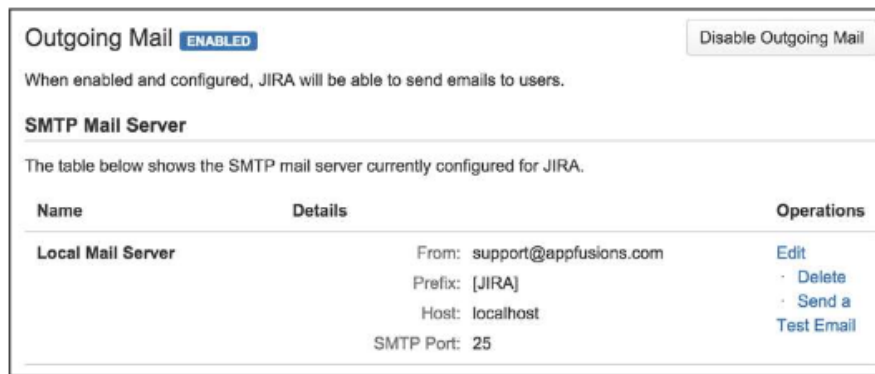 Outgoing Mail ENABLED Disable Outgoing Mail
When enabled and configured, JIRA will be able to send emails to users.
SMTP Mail Server
The table below shows the SMTP mail server currently configured for JIRA.
Name Details Operations
Local Mail Server From: support@appfusions.com Edit
Prefix: [JIRA] · Delete
Host: localhost · Send a
Test Email
SMTP Port: 25